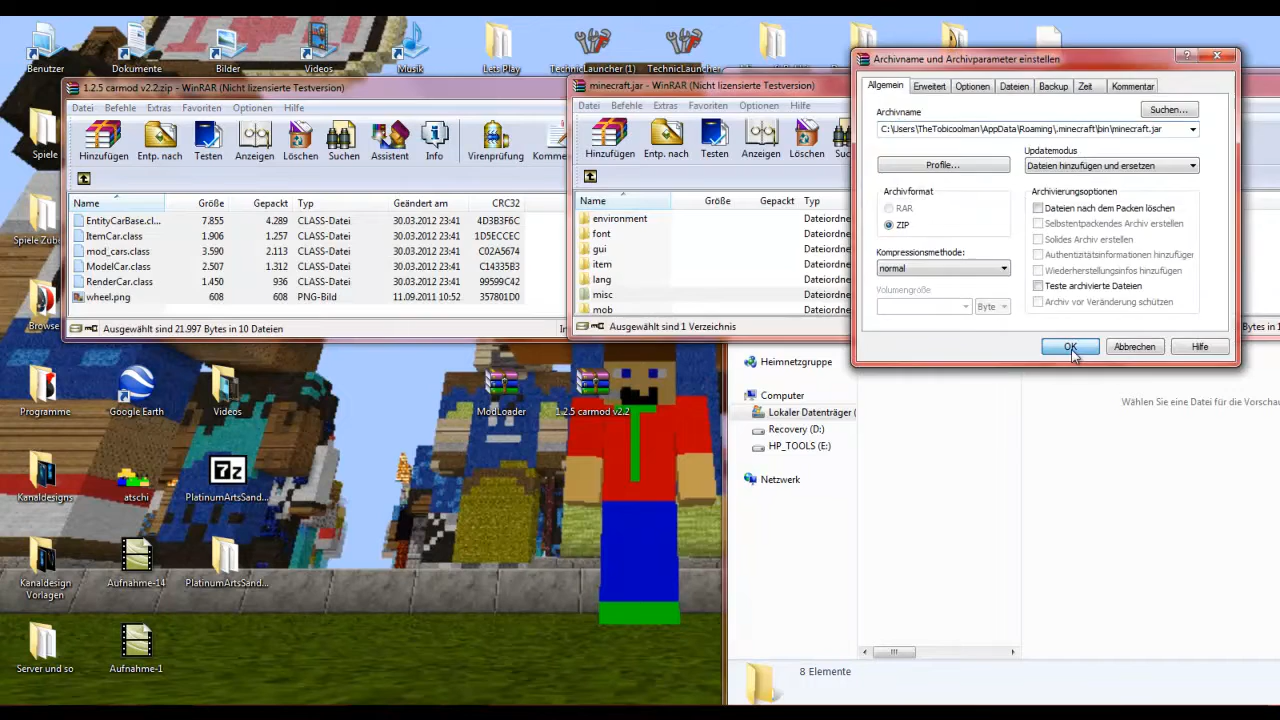 Benutzer
Dokumente
Bilder
Videos
Musik
Lets Play
TechnicLauncher (1)
TechnicLauncher
Spiele
Spiele Zube
Browse
Programme
Google Earth
Videos
ModLoader
1.2.5 carmod v2.2
Kanaldesigns
atschi
PlatinumArtsSand...
Kanaldesign
Vorlagen
Aufnahme-14
PlatinumArtsSand...
Server und so
Aufnahme-1
1.2.5 carmod v2.2.zip - WinRAR (Nicht lizensierte Testversion)
Datei Befehle Extras Favoriten Optionen Hilfe
Hinzufügen Entp. nach Testen Anzeigen Löschen Suchen Assistent Info Virenprüfung Komme
Name Größe Gepackt Typ Geändert am CRC32
EntityCarBase.cl... 7.855 4.289 CLASS-Datei 30.03.2012 23:41 4D3B3F6C
ItemCar.class 1.906 1.257 CLASS-Datei 30.03.2012 23:41 1D5ECCEC
mod_cars.class 3.590 2.113 CLASS-Datei 30.03.2012 23:41 C02A5674
ModelCar.class 2.507 1.312 CLASS-Datei 30.03.2012 23:41 C14335B3
RenderCar.class 1.450 936 CLASS-Datei 30.03.2012 23:41 99599C42
wheel.png 608 608 PNG-Bild 11.09.2011 10:52 357801D0
Ausgewählt sind 21.997 Bytes in 10 Dateien
minecraft.jar - WinRAR (Nicht lizensierte Testversion)
Datei Befehle Extras Favoriten Optionen Hilfe
Hinzufügen Entp. nach Testen Anzeigen Löschen Suc
Name Größe Gepackt Typ
environment Dateiordne
font Dateiordne
gui Dateiordne
item Dateiordne
lang Dateiordne
misc Dateiordne
mob Dateiordne
Ausgewählt sind 1 Verzeichnis
Bytes in 1
Archivname und Archivparameter einstellen
Allgemein Erweitert Optionen Dateien Backup Zeit Kommentar
Archivname
Suchen...
C:\Users\TheTobicoolman\AppData\Roaming\.minecraft\bin\minecraft.jar
Profile...
Updatemodus
Dateien hinzufügen und ersetzen
Archivformat
RAR
ZIP
Kompressionsmethode:
normal
Volumengröße
Byte
Archivierungsoptionen
Dateien nach dem Packen löschen
Selbstentpackendes Archiv erstellen
Solides Archiv erstellen
Authentizitätsinformationen hinzufüger
Wiederherstellungsinfos hinzufügen
Teste archivierte Dateien
Archiv vor Veränderung schützen
OK Abbrechen Hilfe
Heimnetzgruppe
Computer
Lokaler Datenträger (
Recovery (D:)
HP_TOOLS (E:)
Netzwerk
Wählen Sie eine Datei für die Vorschau
8 Elemente